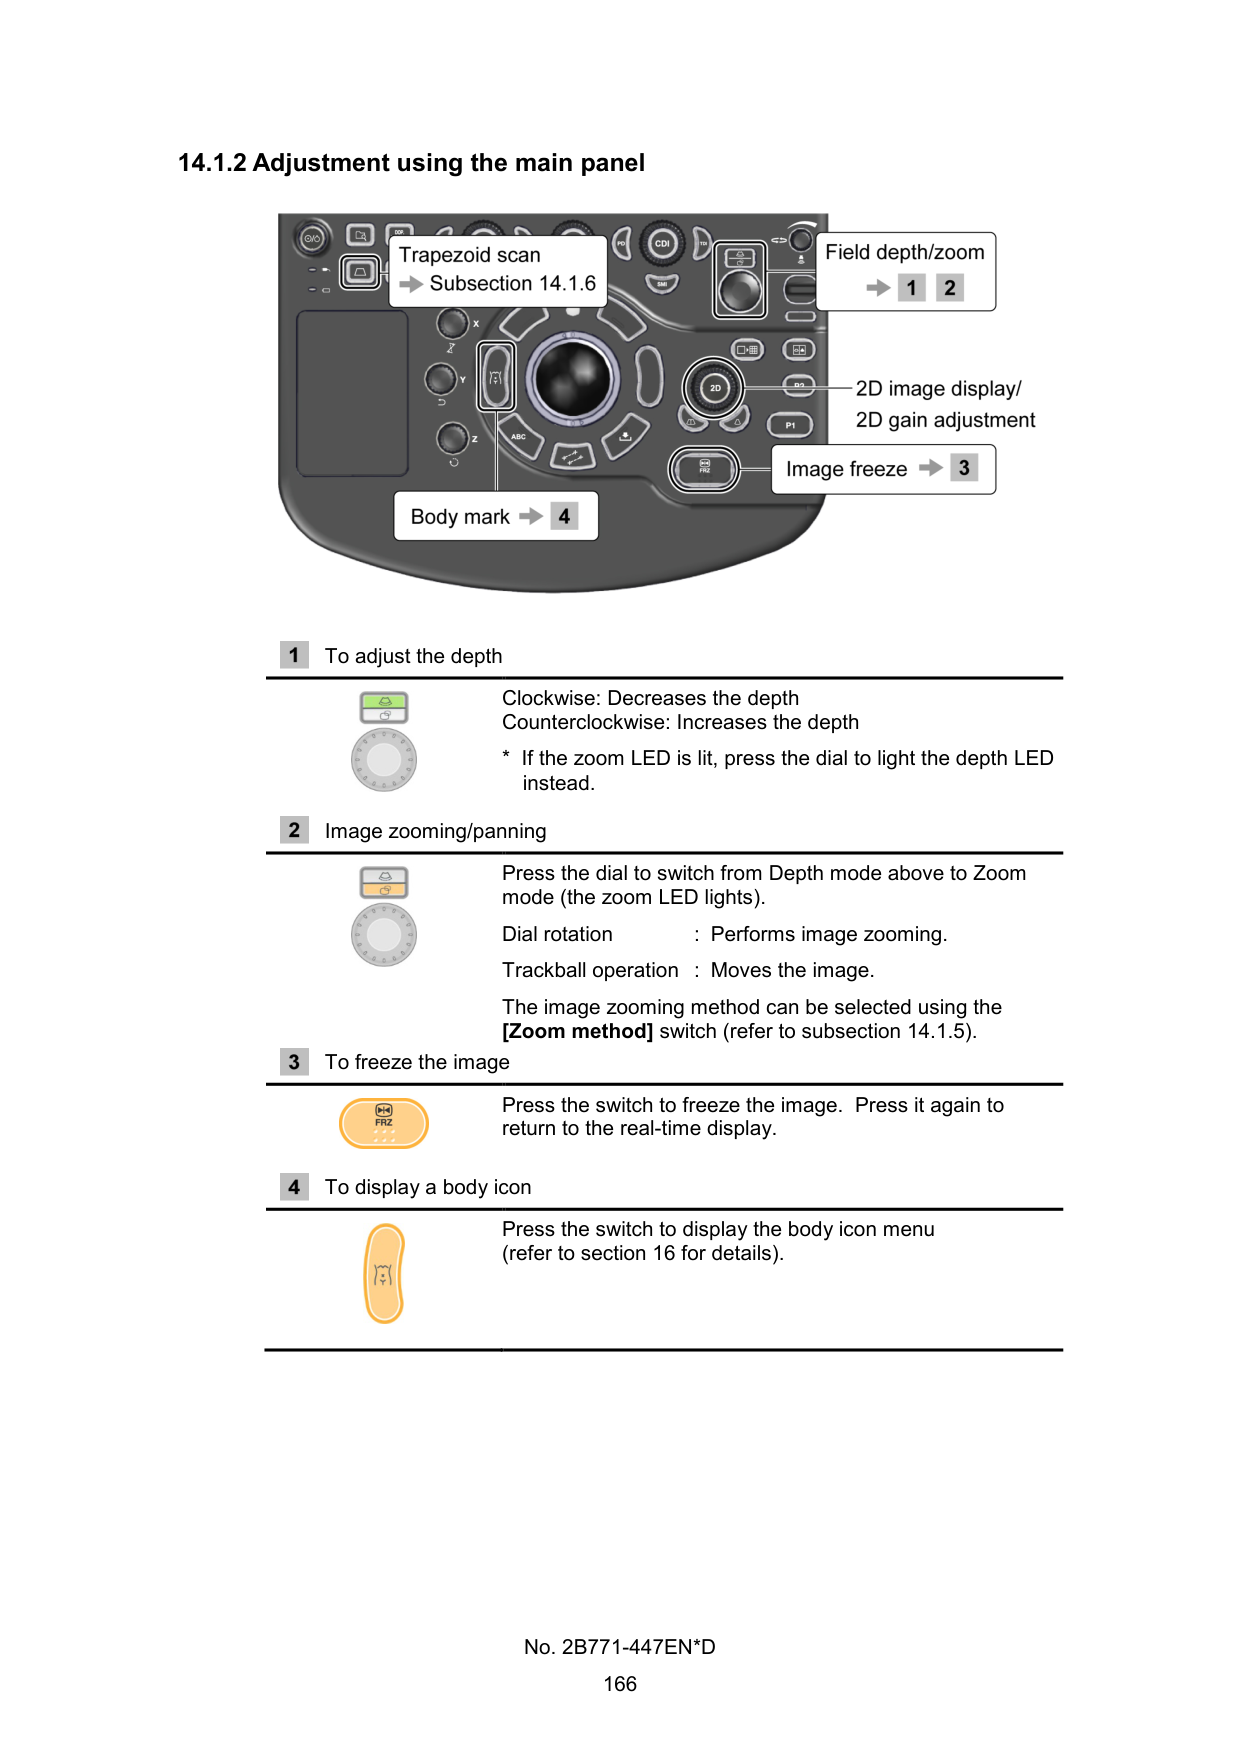 14.1.2 Adjustment using the main panel
DOP
PD
CDI
TDI
SMI
Trapezoid scan
Subsection 14.1.6
Field depth/zoom
1 2
X
Y
Z
2D
P1
ABC
FRZ
2D image display/
2D gain adjustment
Image freeze 3
Body mark 4
1 To adjust the depth
Clockwise: Decreases the depth
Counterclockwise: Increases the depth
* If the zoom LED is lit, press the dial to light the depth LED
instead.
2 Image zooming/panning
Press the dial to switch from Depth mode above to Zoom
mode (the zoom LED lights).
Dial rotation : Performs image zooming.
Trackball operation : Moves the image.
The image zooming method can be selected using the
[Zoom method] switch (refer to subsection 14.1.5).
3 To freeze the image
FRZ
Press the switch to freeze the image. Press it again to
return to the real-time display.
4 To display a body icon
Press the switch to display the body icon menu
(refer to section 16 for details).
No. 2B771-447EN*D
166